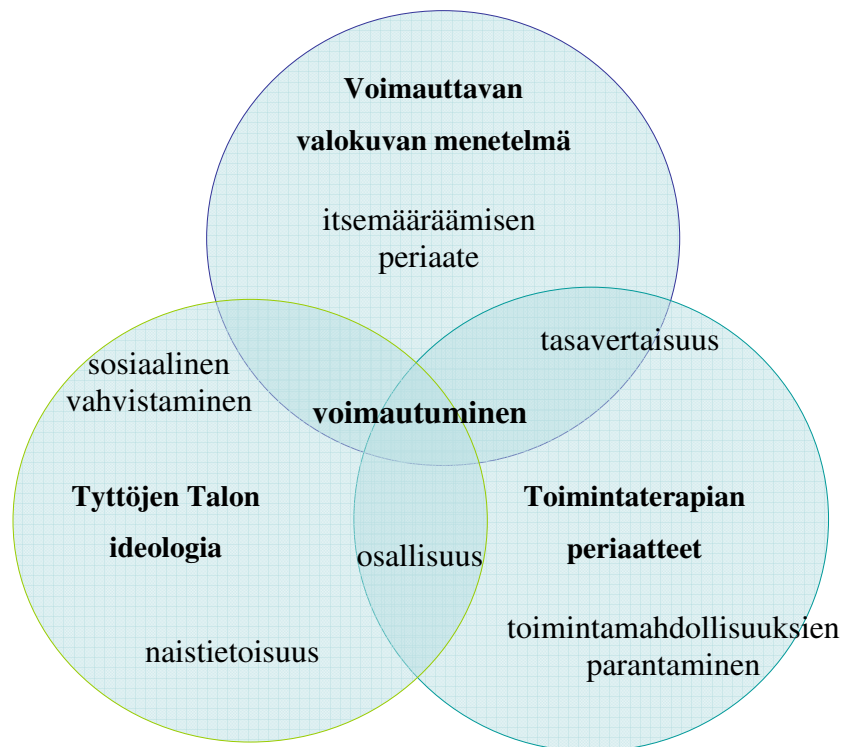 Voimauttavan
valokuvan menetelmä
itsemääräämisen
periaate
tasavertaisuus
sosiaalinen
vahvistaminen
voimautuminen
Tyttöjen Talon
ideologia
Toimintaterapian
periaatteet
osallisuus
naistietoisuus
toimintamahdollisuuksien
parantaminen